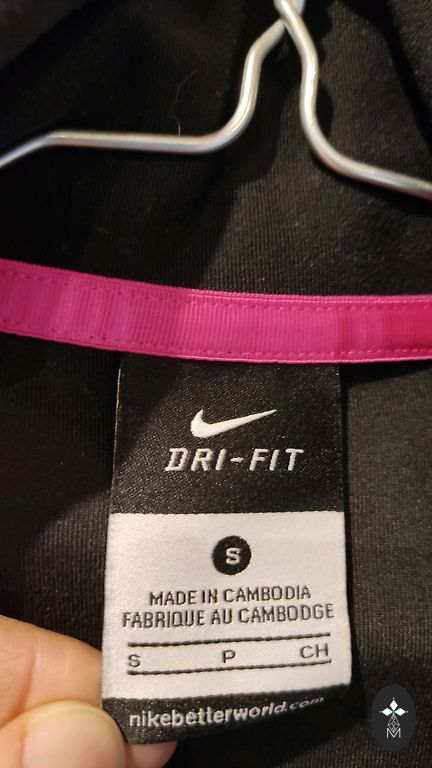 DRI-FIT
S
MADE IN CAMBODIA
FABRIQUE AU CAMBODGE
S P CH
nikebetterworld.com
M